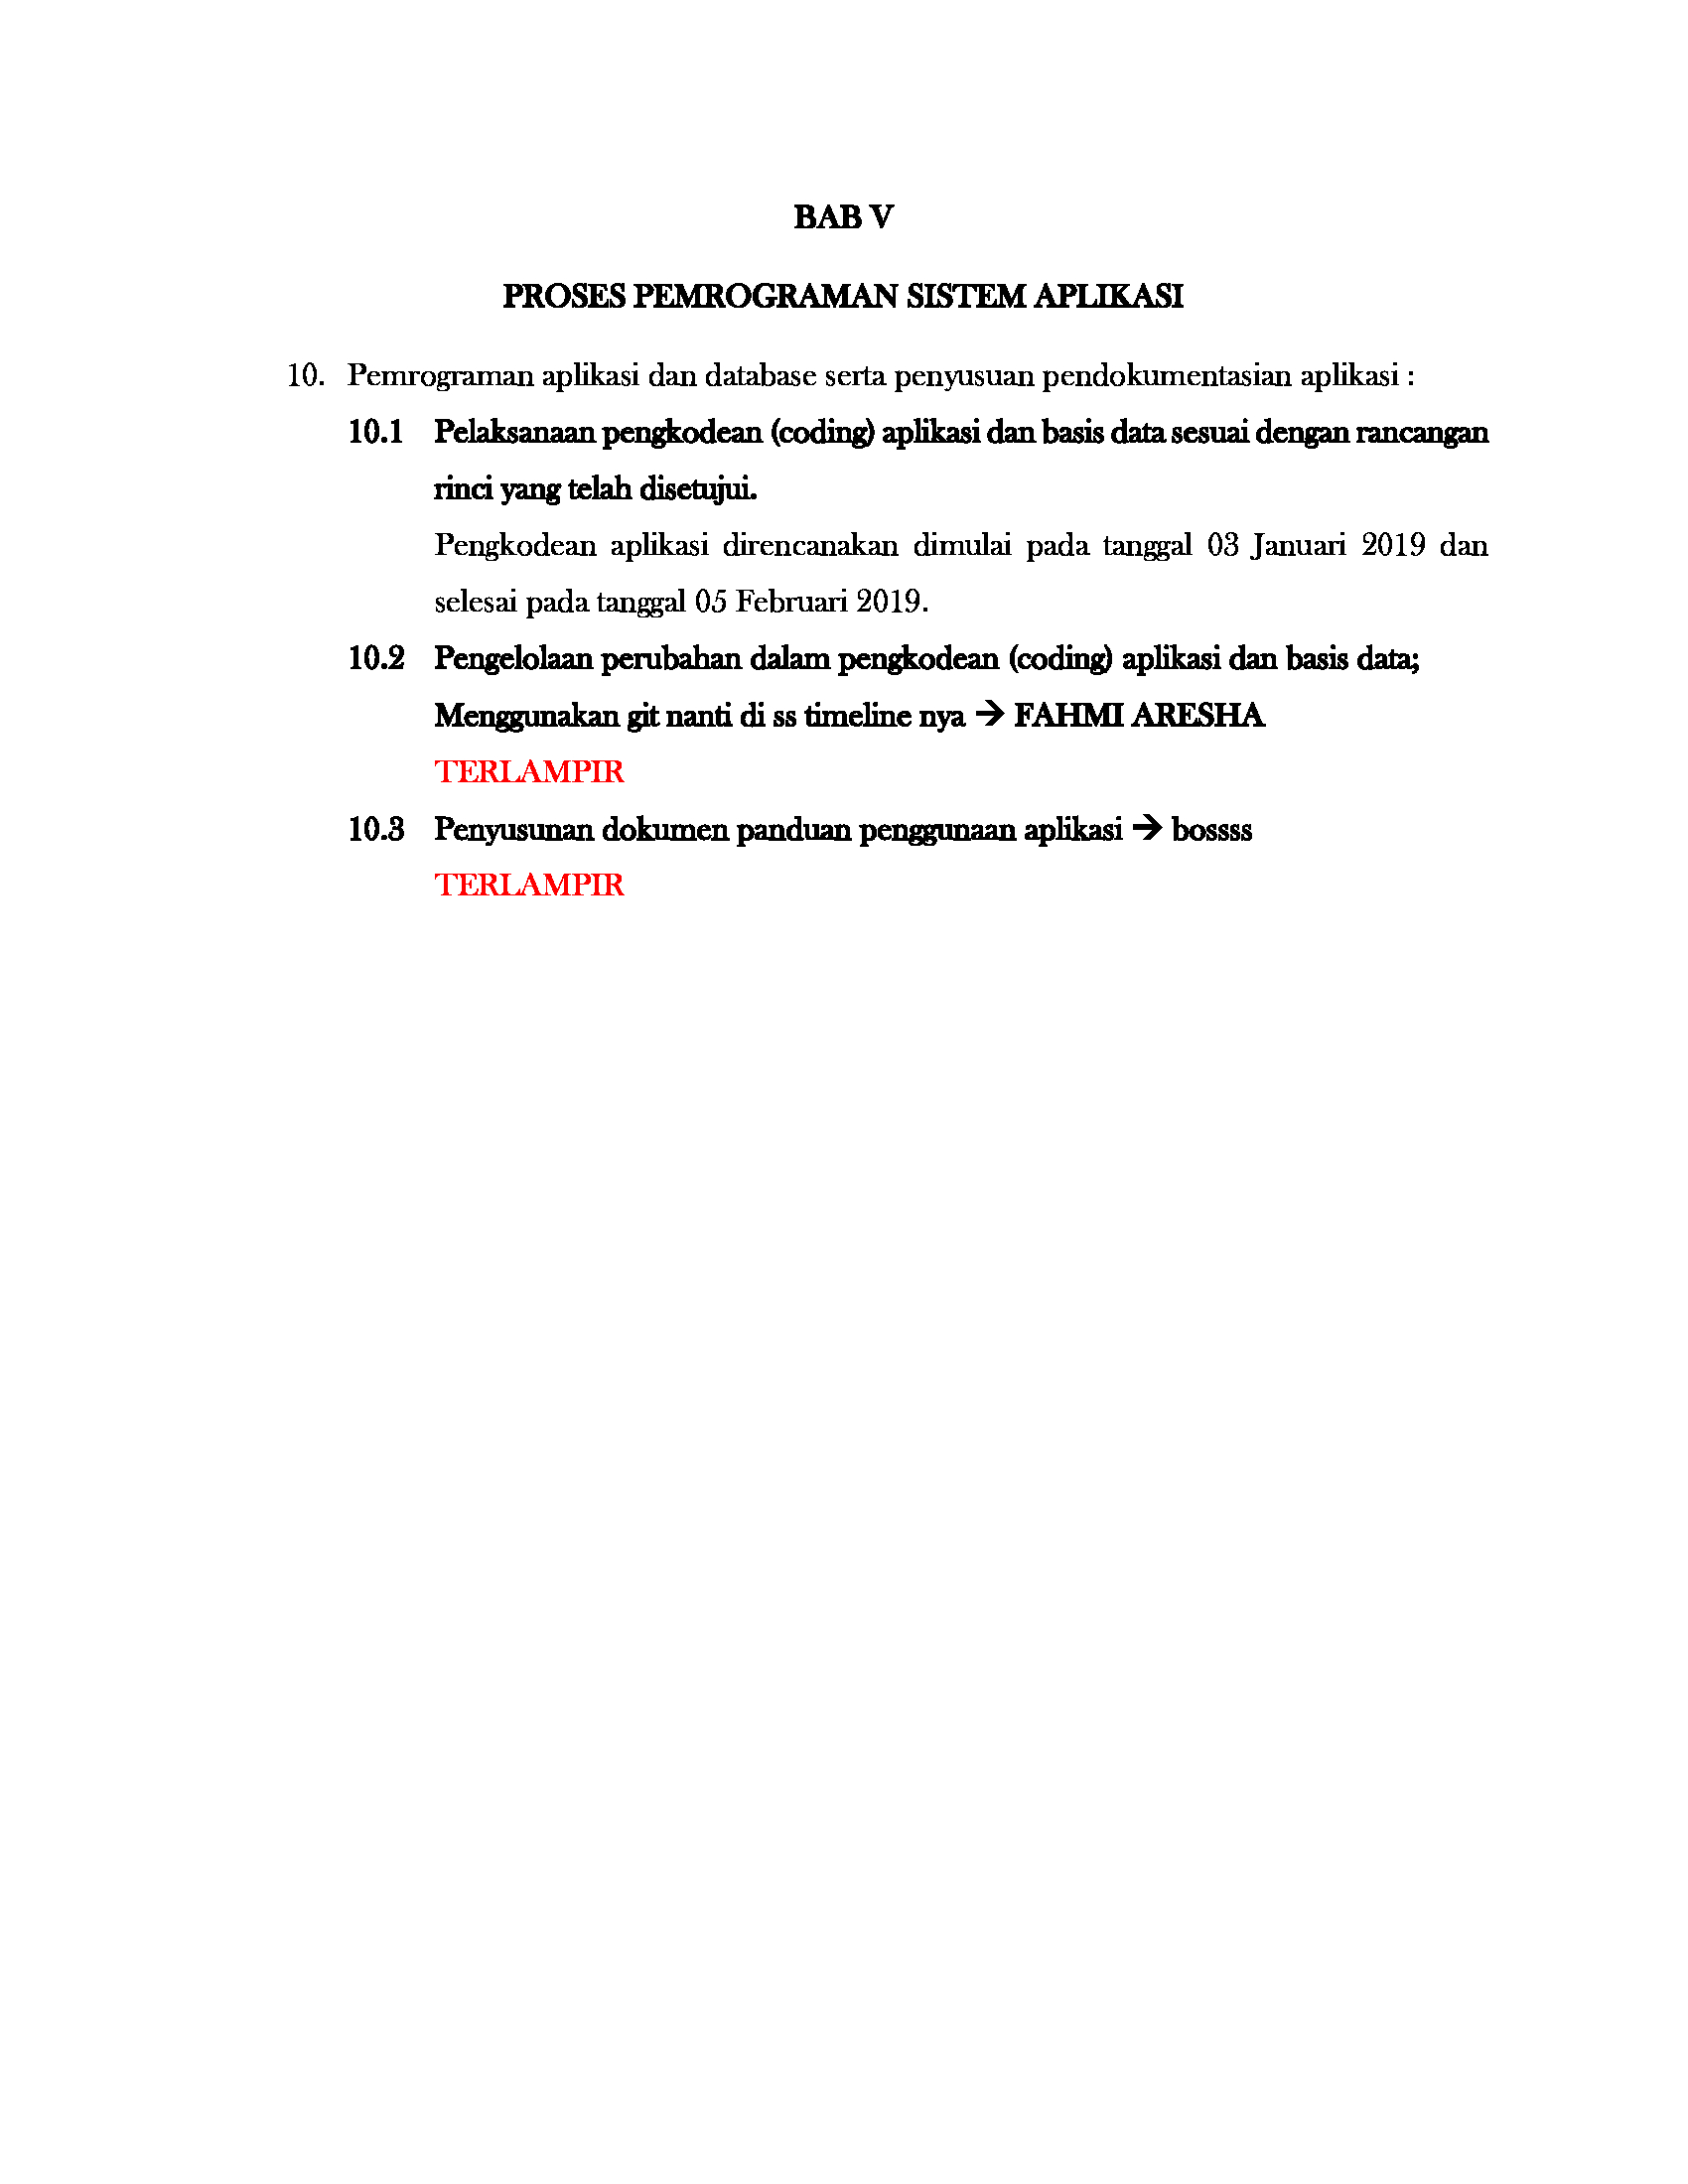 BAB V
PROSES PEMROGRAMAN SISTEM APLIKASI
10. Pemrograman aplikasi dan database serta penyusuan pendokumentasian aplikasi :
10.1 Pelaksanaan pengkodean (coding) aplikasi dan basis data sesuai dengan rancangan
rinci yang telah disetujui.
Pengkodean aplikasi direncanakan dimulai pada tanggal 03 Januari 2019 dan
selesai pada tanggal 05 Februari 2019.
10.2 Pengelolaan perubahan dalam pengkodean (coding) aplikasi dan basis data;
Menggunakan git nanti di ss timeline nya → FAHMI ARESHA
TERLAMPIR
10.3 Penyusunan dokumen panduan penggunaan aplikasi → bossss
TERLAMPIR